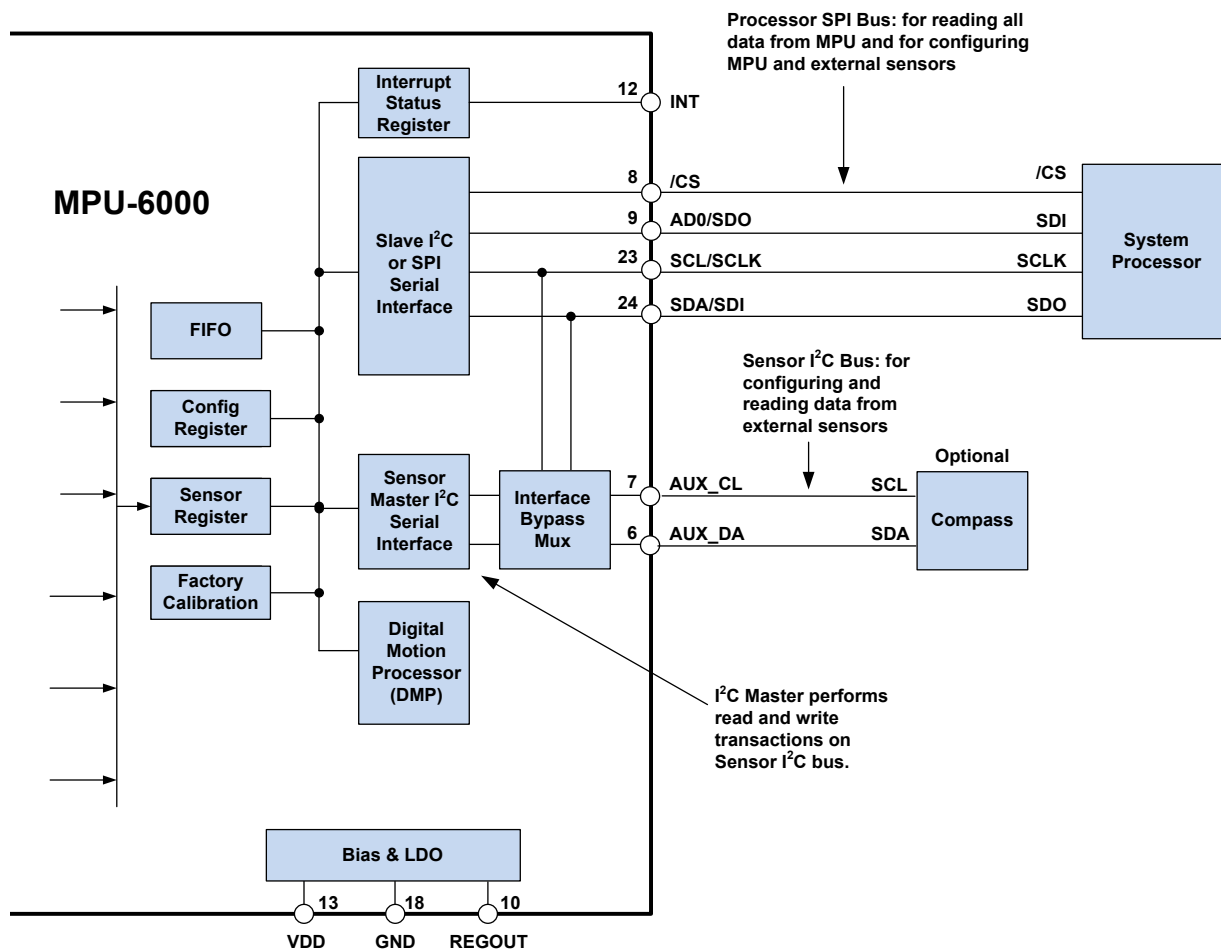 Processor SPI Bus: for reading all
data from MPU and for configuring
MPU and external sensors
MPU-6000
Interrupt
Status
Register
12
INT
Slave I²C
or SPI
Serial
Interface
8
/CS
/CS
9
AD0/SDO
SDI
23
SCL/SCLK
SCLK
24
SDA/SDI
SDO
System
Processor
FIFO
Config
Register
Sensor
Register
Factory
Calibration
Sensor I²C Bus: for
configuring and
reading data from
external sensors
Sensor
Master I²C
Serial
Interface
Interface
Bypass
Mux
7
AUX_CL
SCL
6
AUX_DA
SDA
Optional
Compass
Digital
Motion
Processor
(DMP)
I²C Master performs
read and write
transactions on
Sensor I²C bus.
Bias & LDO
13
18
10
VDD
GND
REGOUT